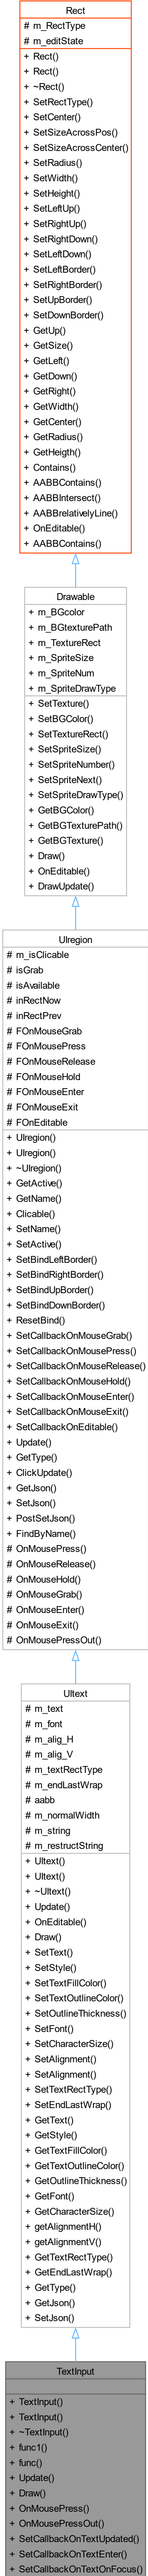 Rect
# m_RectType
# m_editState
+ Rect()
+ Rect()
+ ~Rect()
+ SetRectType()
+ SetCenter()
+ SetSizeAcrossPos()
+ SetSizeAcrossCenter()
+ SetRadius()
+ SetWidth()
+ SetHeight()
+ SetLeftUp()
+ SetRightUp()
+ SetRightDown()
+ SetLeftDown()
+ SetLeftBorder()
+ SetRightBorder()
+ SetUpBorder()
+ SetDownBorder()
+ GetUp()
+ GetSize()
+ GetLeft()
+ GetDown()
+ GetRight()
+ GetWidth()
+ GetCenter()
+ GetRadius()
+ GetHeigth()
+ Contains()
+ AABBContains()
+ AABBIntersect()
+ AABBrelativelyLine()
+ OnEditable()
+ AABBContains()
Drawable
+ m_BGcolor
+ m_BGtexturePath
+ m_TextureRect
+ m_SpriteSize
+ m_SpriteNum
+ m_SpriteDrawType
+ SetTexture()
+ SetBGColor()
+ SetTextureRect()
+ SetSpriteSize()
+ SetSpriteNumber()
+ SetSpriteNext()
+ SetSpriteDrawType()
+ GetBGColor()
+ GetBGTexturePath()
+ GetBGTexture()
+ Draw()
+ OnEditable()
+ DrawUpdate()
UIregion
# m_isClicable
# isGrab
# isAvailable
# inRectNow
# inRectPrev
# FOnMouseGrab
# FOnMousePress
# FOnMouseRelease
# FOnMouseHold
# FOnMouseEnter
# FOnMouseExit
# FOnEditable
+ UIregion()
+ UIregion()
+ ~UIregion()
+ GetActive()
+ GetName()
+ Clicable()
+ SetName()
+ SetActive()
+ SetBindLeftBorder()
+ SetBindRightBorder()
+ SetBindUpBorder()
+ SetBindDownBorder()
+ ResetBind()
+ SetCallbackOnMouseGrab()
+ SetCallbackOnMousePress()
+ SetCallbackOnMouseRelease()
+ SetCallbackOnMouseHold()
+ SetCallbackOnMouseEnter()
+ SetCallbackOnMouseExit()
+ SetCallbackOnEditable()
+ Update()
+ GetType()
+ ClickUpdate()
+ GetJson()
+ SetJson()
+ PostSetJson()
+ FindByName()
# OnMousePress()
# OnMouseRelease()
# OnMouseHold()
# OnMouseGrab()
# OnMouseEnter()
# OnMouseExit()
# OnMousePressOut()
UItext
# m_text
# m_font
# m_alig_H
# m_alig_V
# m_textRectType
# m_endLastWrap
# aabb
# m_normalWidth
# m_string
# m_restructString
+ UItext()
+ UItext()
+ ~UItext()
+ Update()
+ OnEditable()
+ Draw()
+ SetText()
+ SetStyle()
+ SetTextFillColor()
+ SetTextOutlineColor()
+ SetOutlineThickness()
+ SetFont()
+ SetCharacterSize()
+ SetAlignment()
+ SetAlignment()
+ SetTextRectType()
+ SetEndLastWrap()
+ GetText()
+ GetStyle()
+ GetTextFillColor()
+ GetTextOutlineColor()
+ GetOutlineThickness()
+ GetFont()
+ GetCharacterSize()
+ getAlignmentH()
+ getAlignmentV()
+ GetTextRectType()
+ GetEndLastWrap()
+ GetType()
+ GetJson()
+ SetJson()
TextInput
+ TextInput()
+ TextInput()
+ ~TextInput()
+ func1()
+ func()
+ Update()
+ Draw()
+ OnMousePress()
+ OnMousePressOut()
+ SetCallbackOnTextUpdated()
+ SetCallbackOnTextEnter()
+ SetCallbackOnTextOnFocus()